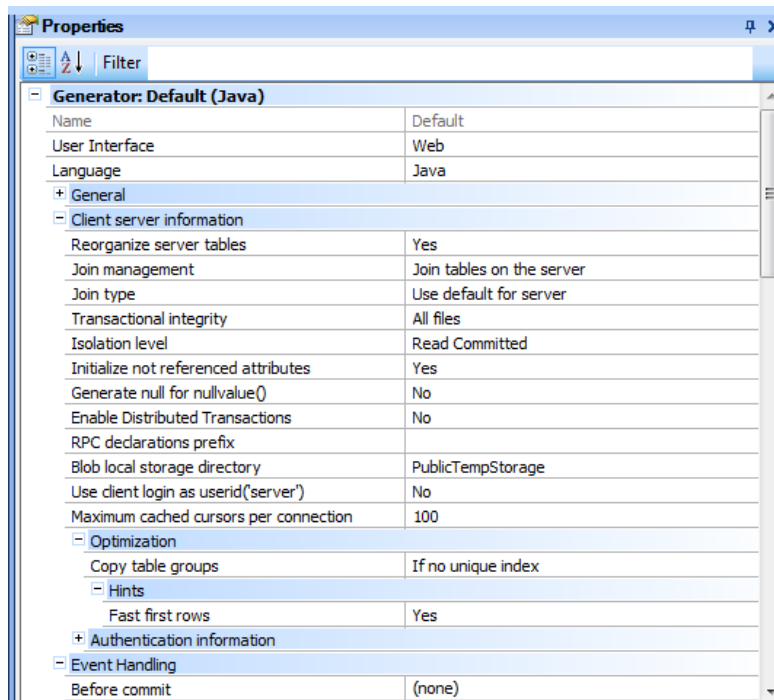 Properties
Filter
Generator: Default (Java)
Name Default
User Interface Web
Language Java
General
Client server information
Reorganize server tables Yes
Join management Join tables on the server
Join type Use default for server
Transactional integrity All files
Isolation level Read Committed
Initialize not referenced attributes Yes
Generate null for nullvalue() No
Enable Distributed Transactions No
RPC declarations prefix
Blob local storage directory PublicTempStorage
Use client login as userid('server') No
Maximum cached cursors per connection 100
Optimization
Copy table groups If no unique index
Hints
Fast first rows Yes
Authentication information
Event Handling
Before commit (none)